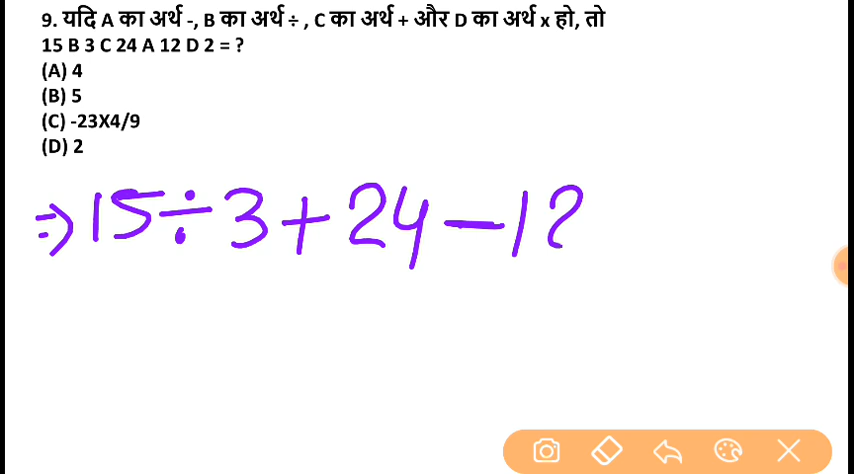 9. यदि A का अर्थ -, B का अर्थ ÷ , C का अर्थ + और D का अर्थ x हो, तो
15 B 3 C 24 A 12 D 2 = ?
(A) 4
(B) 5
(C) -23X4/9
(D) 2
⇒ 15 ÷ 3 + 24 - 12